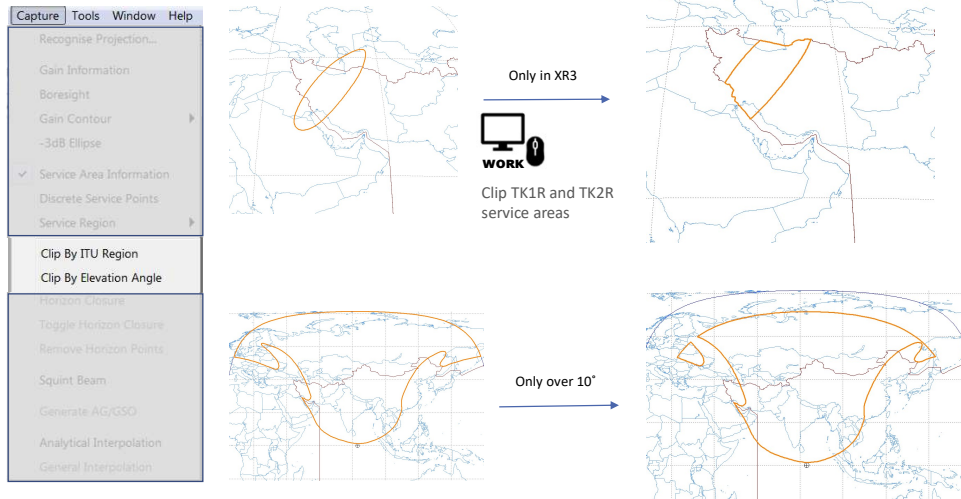 Capture Tools Window Help
Recognise Projection...
Gain Information
Boresight
Gain Contour
-3dB Ellipse
Service Area Information
Discrete Service Points
Service Region
Clip By ITU Region
Clip By Elevation Angle
Horizon Closure
Toggle Horizon Closure
Remove Horizon Points
Squint Beam
Generate AG/GSO
Analytical Interpolation
General Interpolation
Only in XR3
WORK
Clip TK1R and TK2R
service areas
Only over 10˚